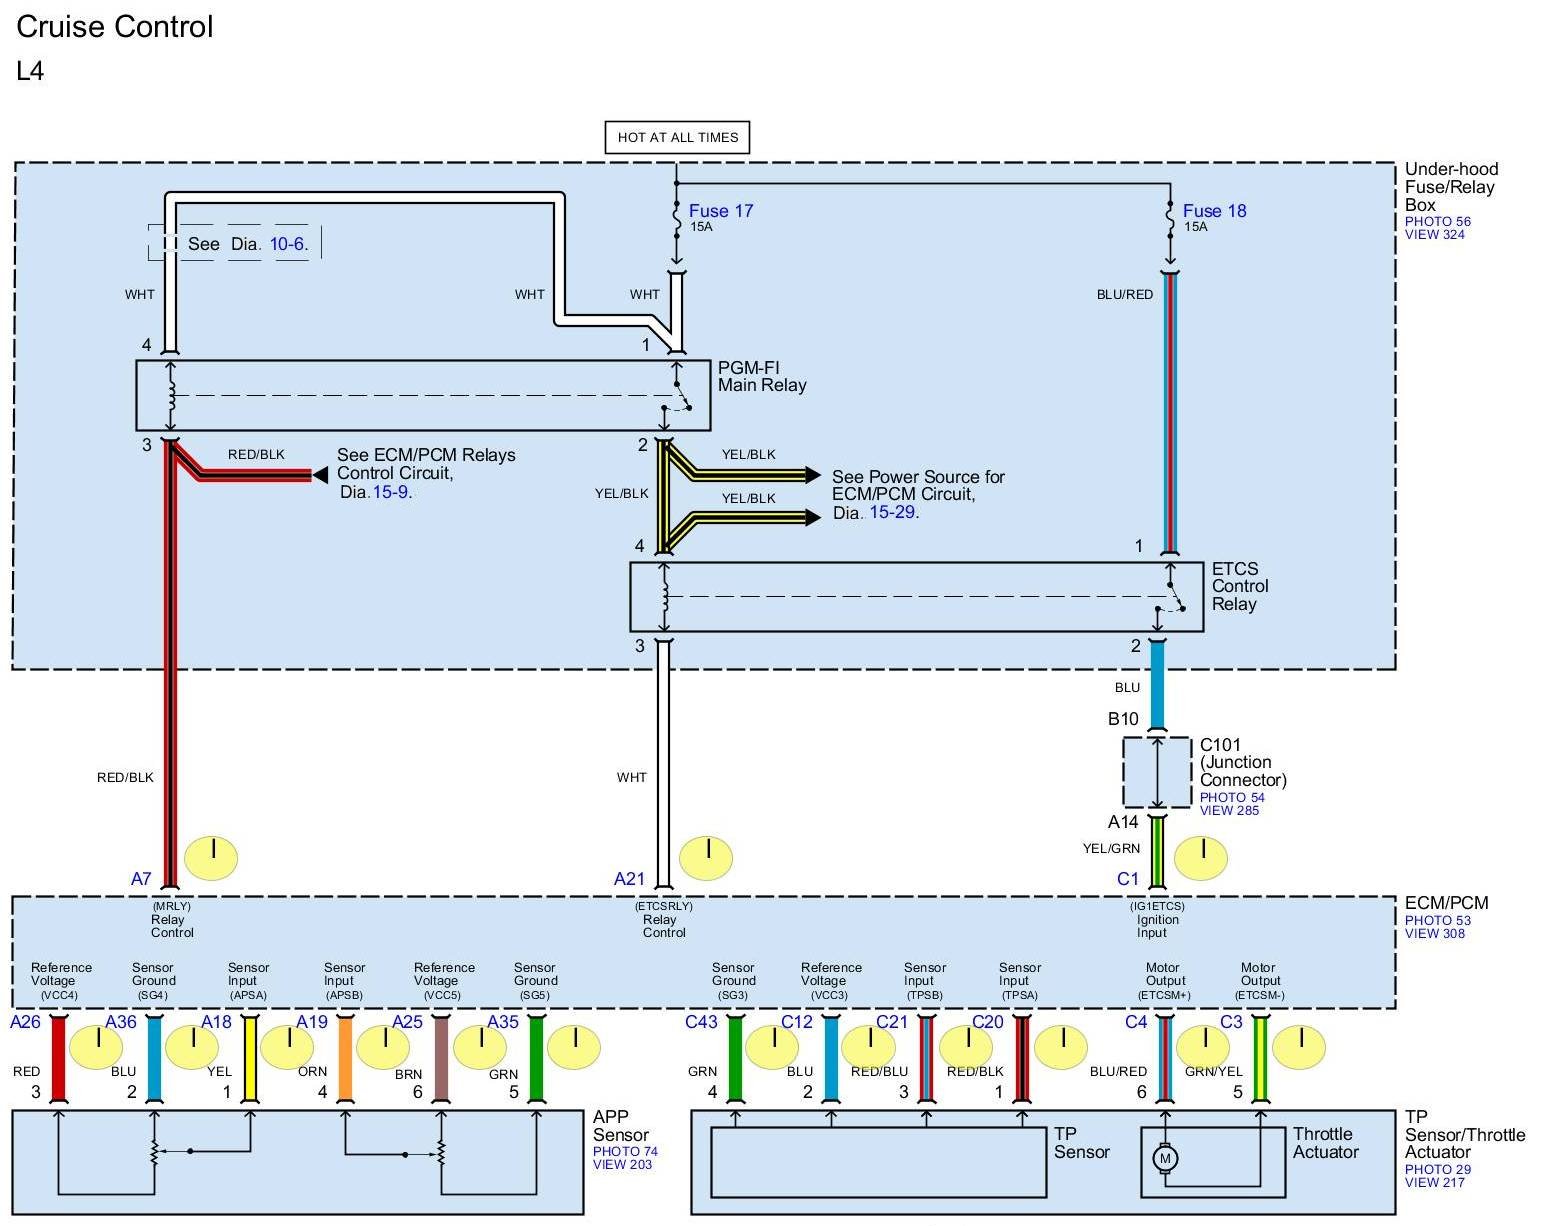 Cruise Control
L4
HOT AT ALL TIMES
Under-hood
Fuse/Relay
Box
PHOTO 56
VIEW 324
Fuse 17
15A
Fuse 18
15A
See Dia. 10-6.
WHT
WHT
WHT
BLU/RED
4
1
PGM-FI
Main Relay
3
2
RED/BLK
See ECM/PCM Relays
Control Circuit,
Dia. 15-9.
YEL/BLK
YEL/BLK
YEL/BLK
See Power Source for
ECM/PCM Circuit,
Dia. 15-29.
4
1
ETCS
Control
Relay
3
2
BLU
B10
C101
(Junction
Connector)
PHOTO 54
VIEW 285
RED/BLK
WHT
A14
YEL/GRN
A7
A21
C1
ECM/PCM
PHOTO 53
VIEW 308
(MRLY)
Relay
Control
(ETCSRLY)
Relay
Control
(IG1ETCS)
Ignition
Input
Reference
Voltage
(VCC4)
Sensor
Ground
(SG4)
Sensor
Input
(APSA)
Sensor
Input
(APSB)
Reference
Voltage
(VCC5)
Sensor
Ground
(SG5)
Sensor
Ground
(SG3)
Reference
Voltage
(VCC3)
Sensor
Input
(TPSB)
Sensor
Input
(TPSA)
Motor
Output
(ETCSM+)
Motor
Output
(ETCSM-)
A26 A36 A18 A19 A25 A35 C43 C12 C21 C20 C4 C3
RED BLU YEL ORN BRN GRN GRN BLU RED/BLU RED/BLK BLU/RED GRN/YEL
3 2 1 4 6 5 4 2 3 1 6 5
APP
Sensor
PHOTO 74
VIEW 203
TP
Sensor
M
Throttle
Actuator
TP
Sensor/Throttle
Actuator
PHOTO 29
VIEW 217